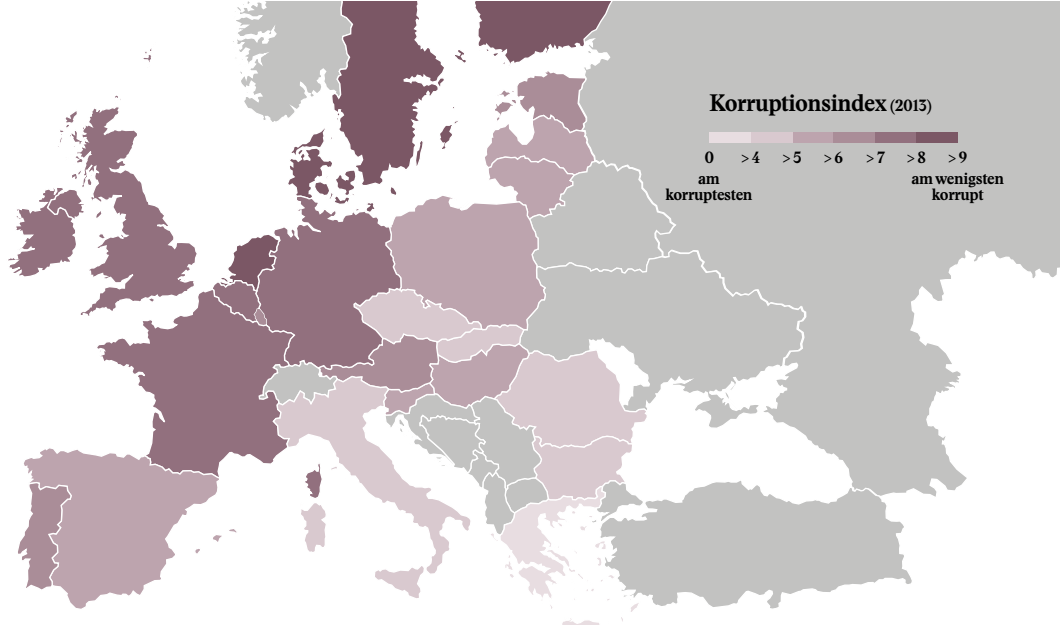 Korruptionsindex (2013)
0 >4 >5 >6 >7 >8 >9
am am wenigsten
korruptesten korrupt